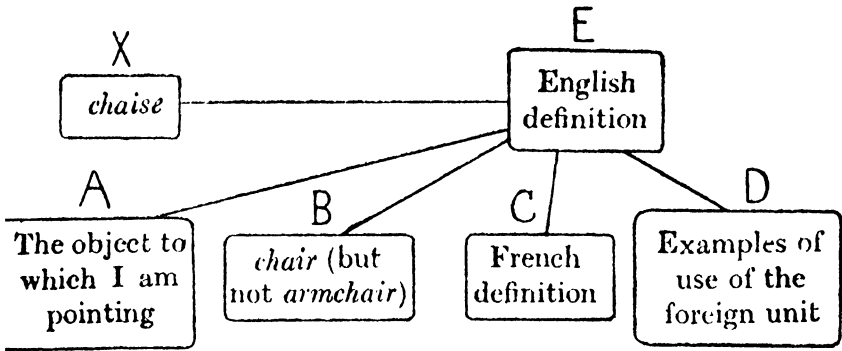 X
E
chaise
English
definition
A
B
C
D
The object to
which I am
pointing
chair (but
not armchair)
French
definition
Examples of
use of the
foreign unit